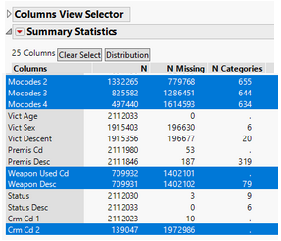 Columns View Selector
Summary Statistics
25 Columns Clear Select Distribution
Columns N N Missing N Categories
Mocodes 2 1332265 779768 655
Mocodes 3 825582 1286451 644
Mocodes 4 497440 1614593 634
Vict Age 2112033 0 .
Vict Sex 1915403 196630 6
Vict Descent 1915356 196677 20
Premis Cd 2111980 53 .
Premis Desc 2111846 187 319
Weapon Used Cd 709932 1402101 .
Weapon Desc 709931 1402102 79
Status 2112030 3 9
Status Desc 2112033 0 6
Crm Cd 1 2112023 10 .
Crm Cd 2 139047 1972986 .